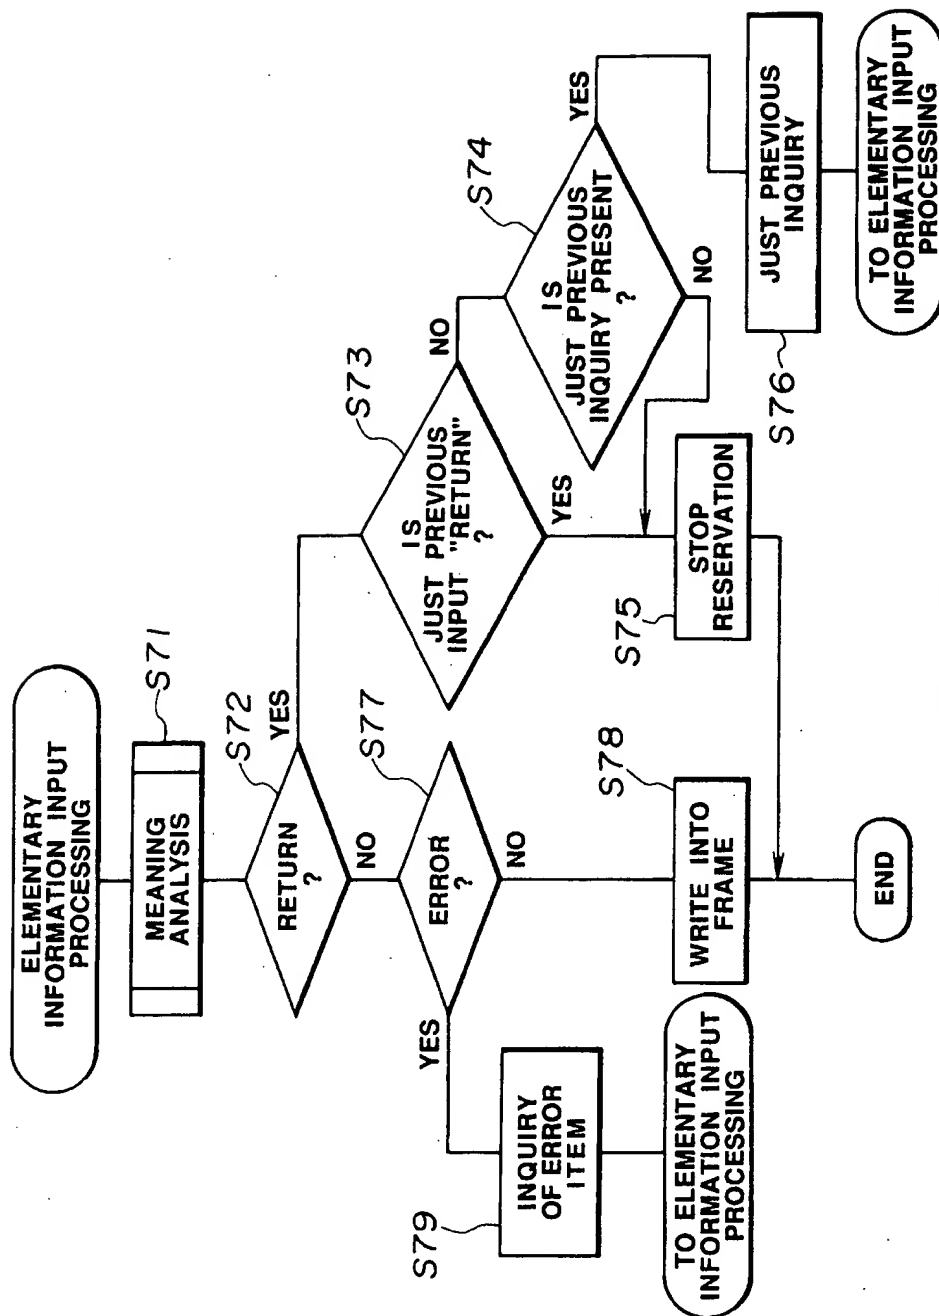 ELEMENTARY
INFORMATION INPUT
PROCESSING
S71
MEANING
ANALYSIS
S72
RETURN
?
YES
NO
S73
IS
JUST PREVIOUS
INPUT "RETURN"
?
NO
YES
S74
IS
JUST PREVIOUS
INQUIRY PRESENT
?
YES
NO
S77
ERROR
?
YES
NO
S75
STOP
RESERVATION
S76
JUST PREVIOUS
INQUIRY
TO ELEMENTARY
INFORMATION INPUT
PROCESSING
S78
WRITE INTO
FRAME
S79
INQUIRY
OF ERROR
ITEM
TO ELEMENTARY
INFORMATION INPUT
PROCESSING
END